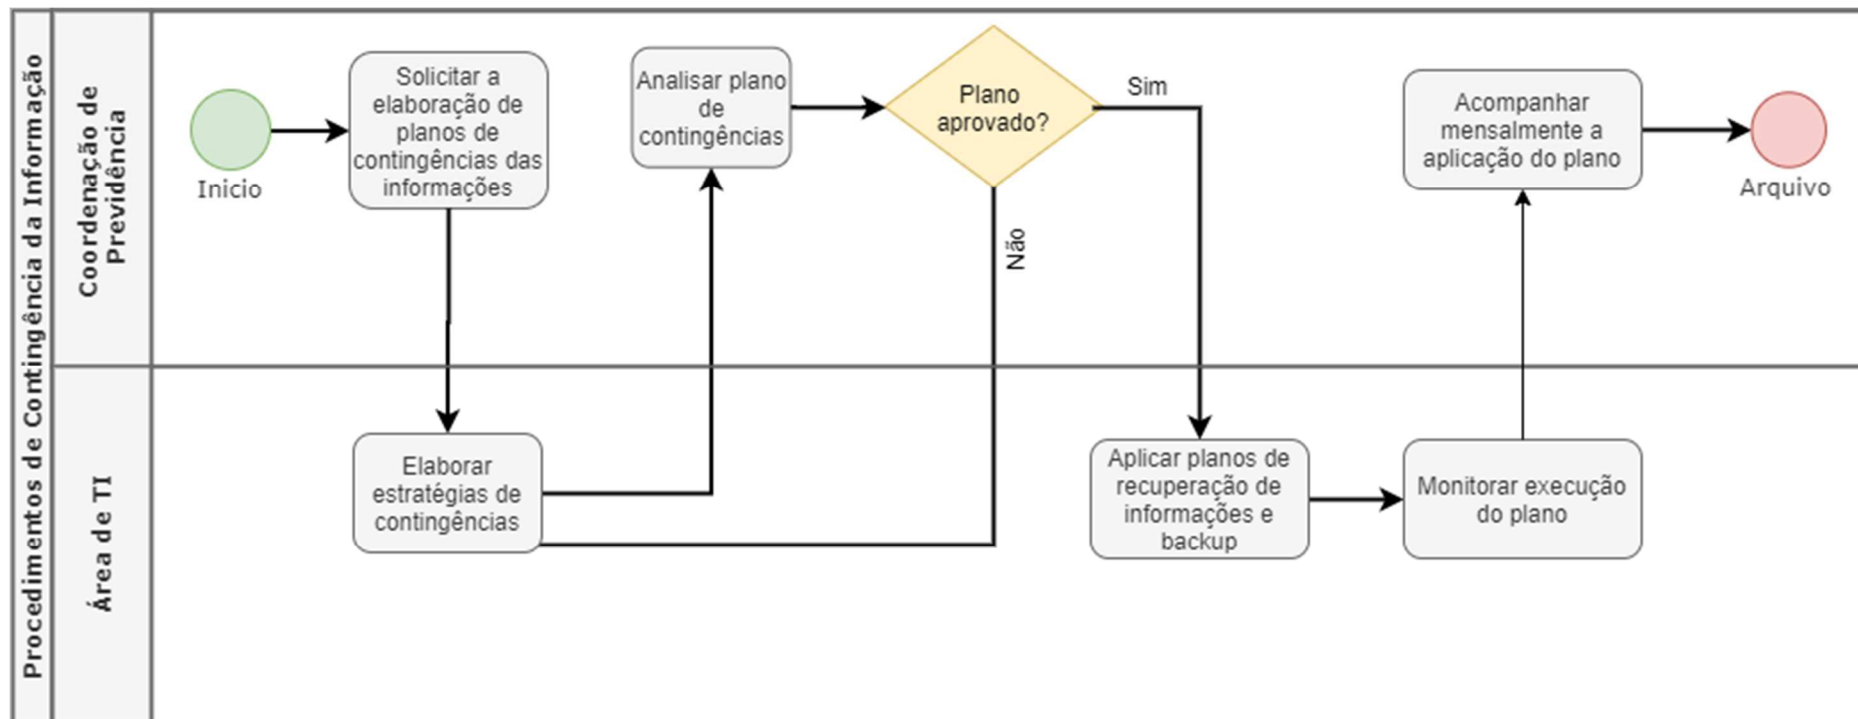 Procedimentos de Contingência da Informação
Coordenação de
Previdência
Inicio
Solicitar a
elaboração de
planos de
contingências das
informações
Analisar plano
de
contingências
Plano
aprovado?
Sim
Não
Acompanhar
mensalmente a
aplicação do plano
Arquivo
Área de TI
Elaborar
estratégias de
contingências
Aplicar planos de
recuperação de
informações e
backup
Monitorar execução
do plano